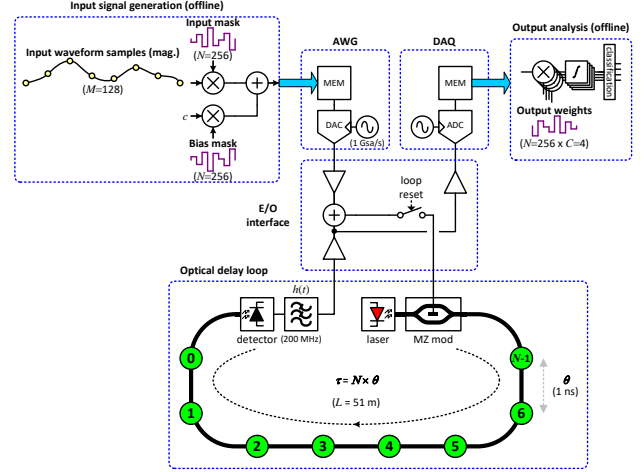 Input signal generation (offline)
Input mask
(N=256)
Input waveform samples (mag.)
(M=128)
c
Bias mask
(N=256)
AWG
MEM
DAC
(1 Gsa/s)
DAQ
MEM
ADC
Output analysis (offline)
classification
Output weights
(N=256 x C=4)
E/O
interface
loop
reset
Optical delay loop
h(t)
detector
(200 MHz)
laser
MZ mod
0
1
2
3
4
5
6
N-1
τ = N × θ
(L = 51 m)
θ
(1 ns)